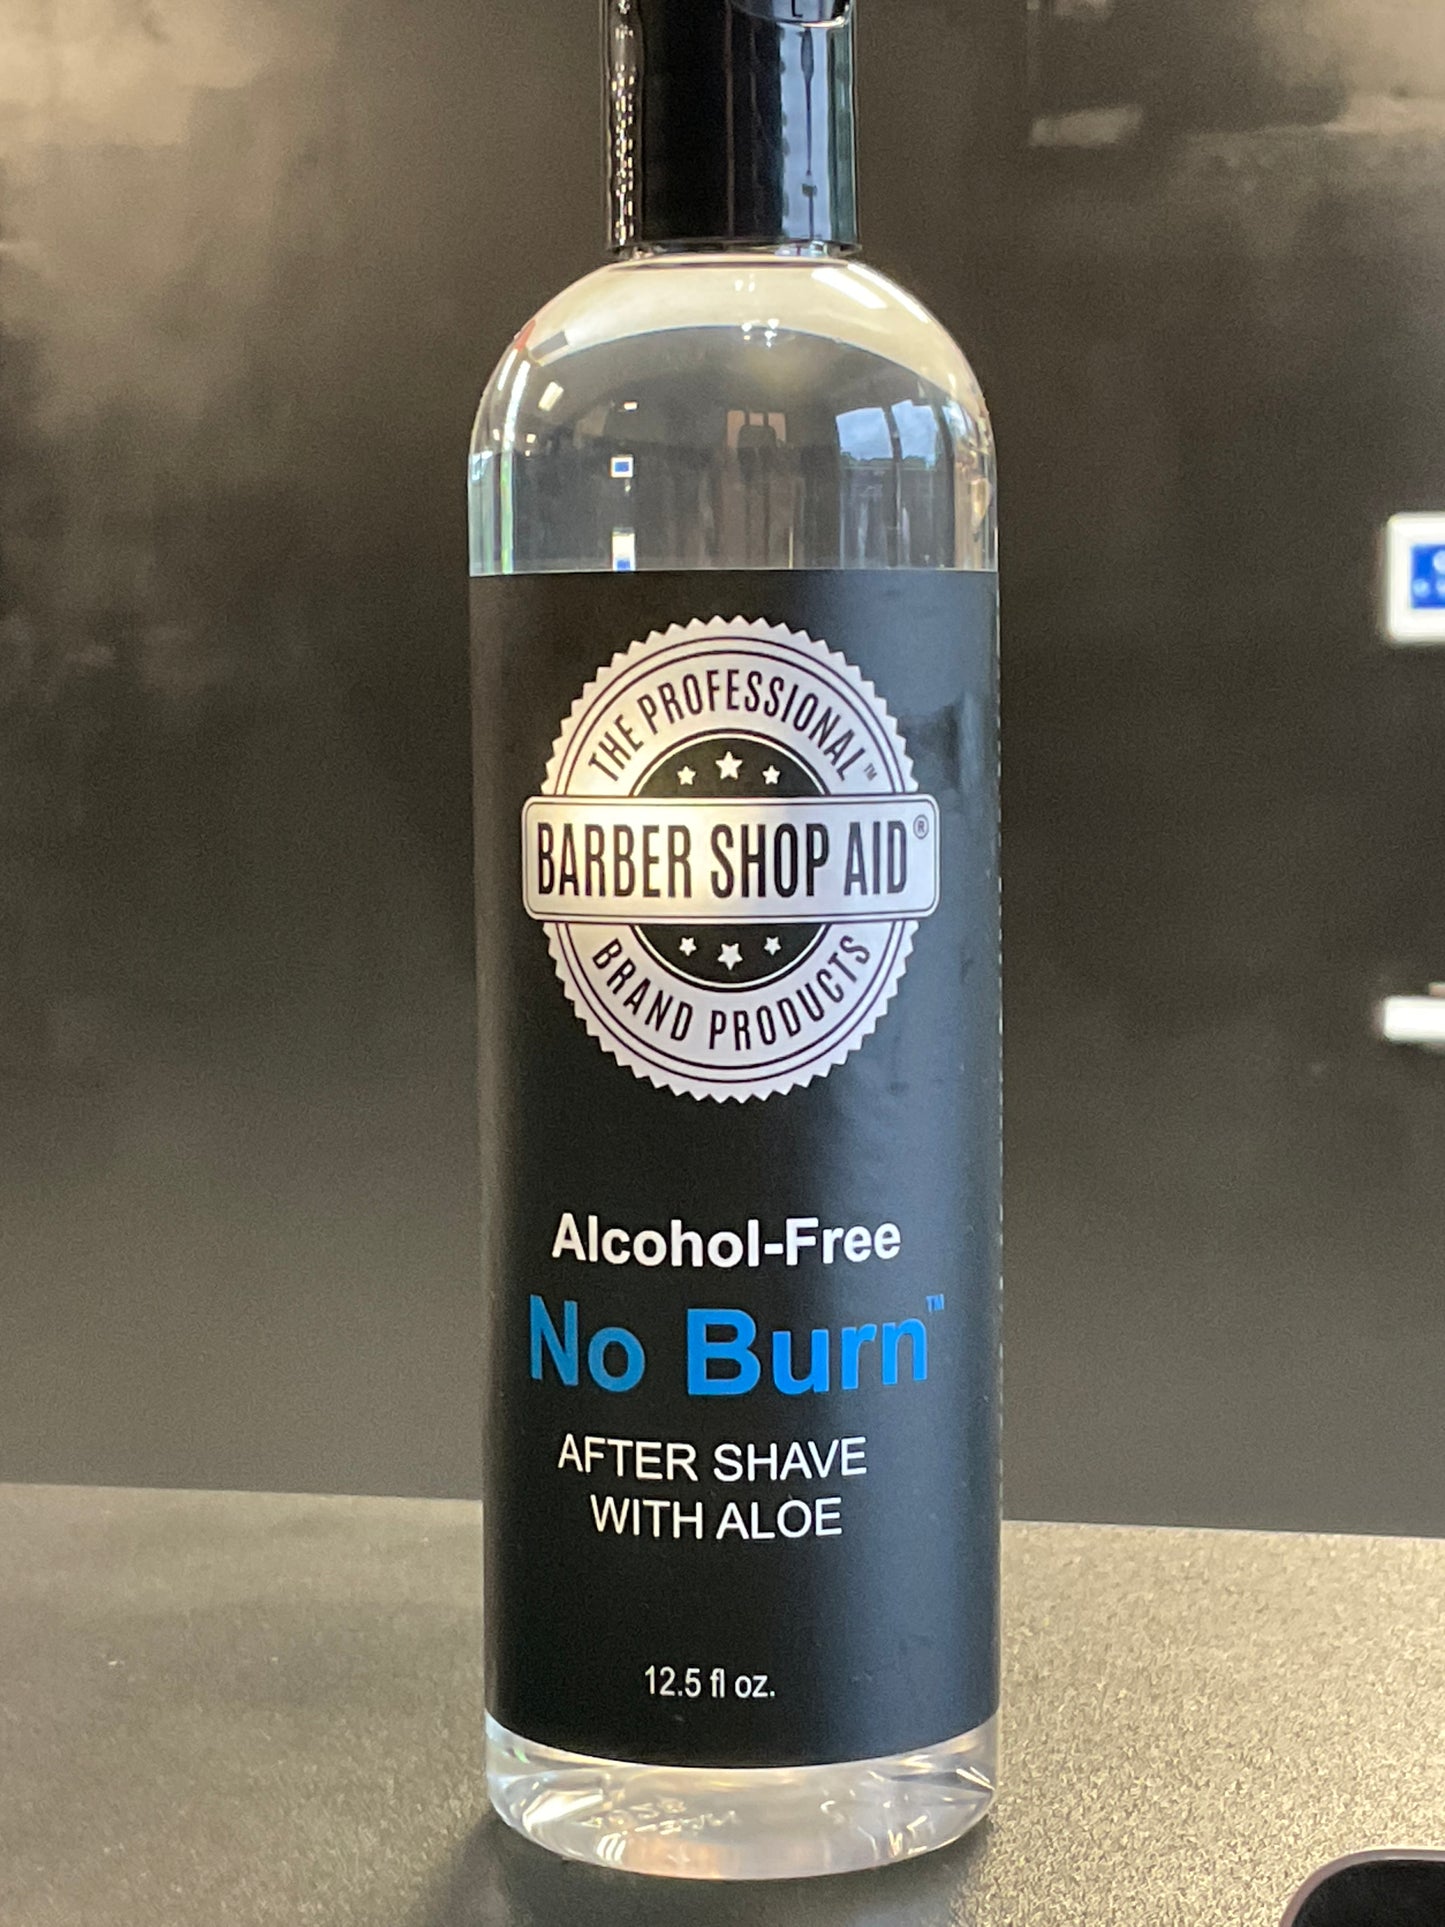 THE PROFESSIONAL™
BARBER SHOP AID®
BRAND PRODUCTS
Alcohol-Free
No Burn™
AFTER SHAVE
WITH ALOE
12.5 fl oz.